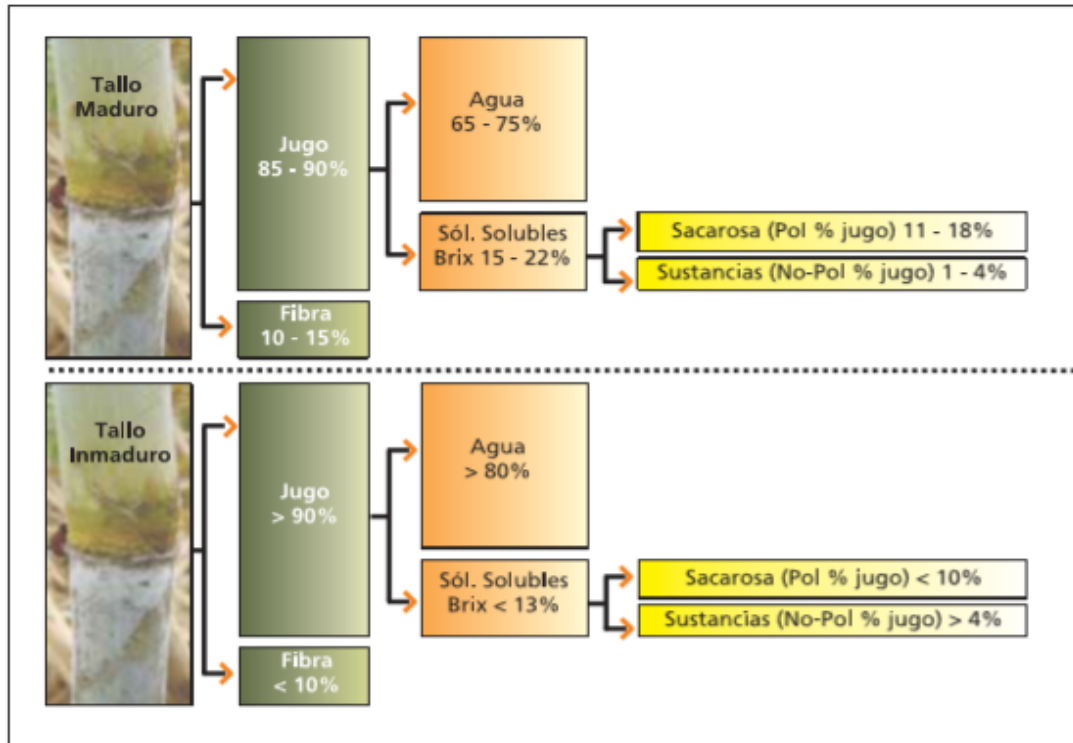 Tallo
Maduro
Jugo
85 - 90%
Fibra
10 - 15%
Agua
65 - 75%
Sól. Solubles
Brix 15 - 22%
Sacarosa (Pol % jugo) 11 - 18%
Sustancias (No-Pol % jugo) 1 - 4%
Tallo
Inmaduro
Jugo
> 90%
Fibra
< 10%
Agua
> 80%
Sól. Solubles
Brix < 13%
Sacarosa (Pol % jugo) < 10%
Sustancias (No-Pol % jugo) > 4%